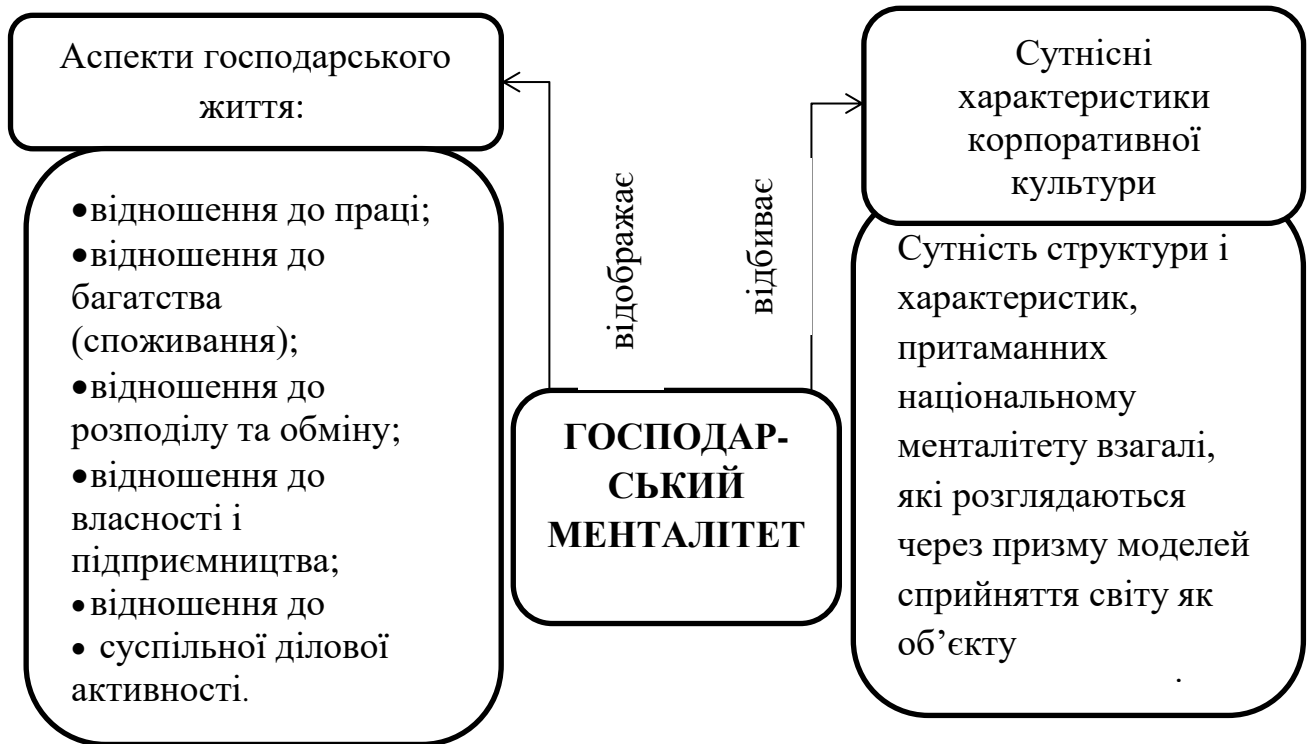 Аспекти господарського
життя:
•відношення до праці;
•відношення до
багатства
(споживання);
•відношення до
розподілу та обміну;
•відношення до
власності і
підприємництва;
•відношення до
• суспільної ділової
активності.
відображає
ГОСПОДАР-
СЬКИЙ
МЕНТАЛІТЕТ
відбиває
Сутнісні
характеристики
корпоративної
культури
Сутність структури і
характеристик,
притаманних
національному
менталітету взагалі,
які розглядаються
через призму моделей
сприйняття світу як
об’єкту
.